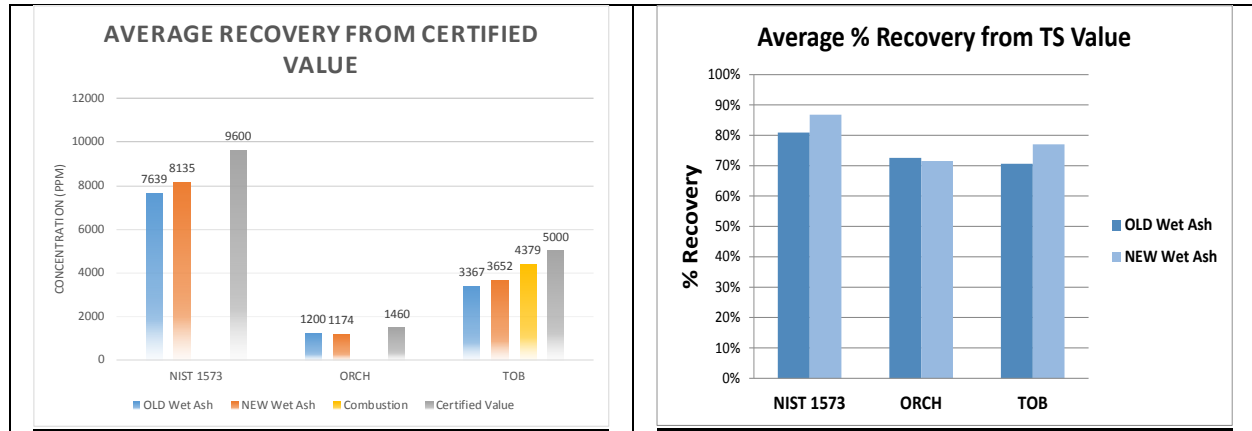 AVERAGE RECOVERY FROM CERTIFIED
VALUE
CONCENTRATION (PPM)
12000
10000
8000
6000
4000
2000
0
7639
8135
9600
1200
1174
1460
3367
3652
4379
5000
NIST 1573
ORCH
TOB
OLD Wet Ash
NEW Wet Ash
Combustion
Certified Value
Average % Recovery from TS Value
% Recovery
100%
90%
80%
70%
60%
50%
40%
30%
20%
10%
0%
NIST 1573
ORCH
TOB
OLD Wet Ash
NEW Wet Ash